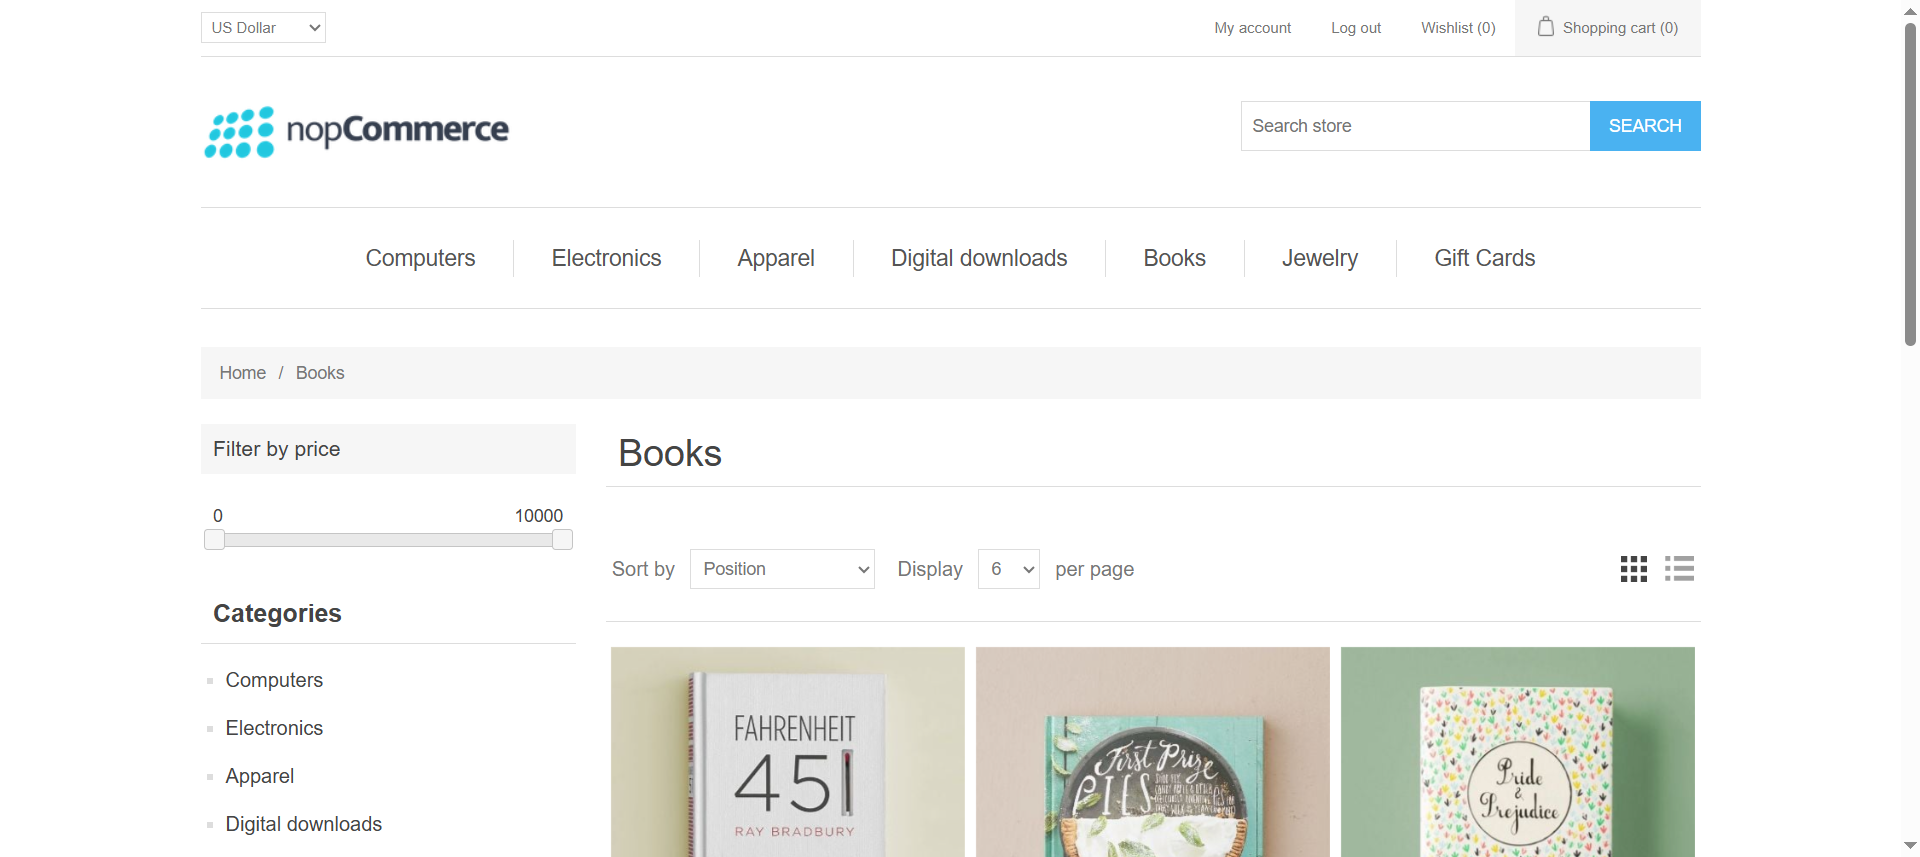 US Dollar
My account
Log out
Wishlist (0)
Shopping cart (0)
nopCommerce
Search store
SEARCH
Computers
Electronics
Apparel
Digital downloads
Books
Jewelry
Gift Cards
Home / Books
Filter by price
0
10000
Categories
Computers
Electronics
Apparel
Digital downloads
Books
Sort by
Position
Display
6
per page
FAHRENHEIT
451
RAY BRADBURY
First Prize
PIES
Pride
&
Prejudice